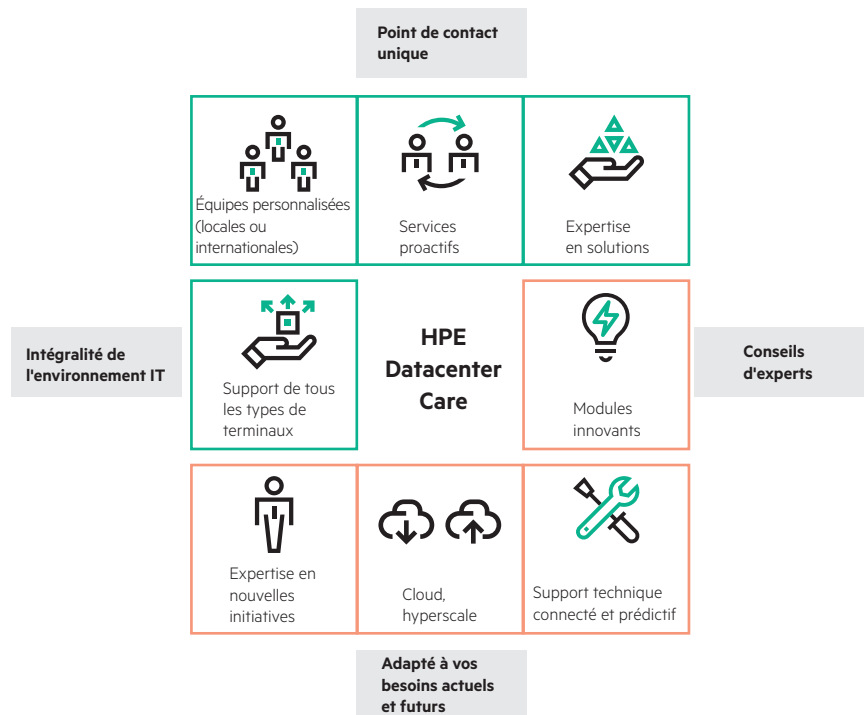 Point de contact
unique
Équipes personnalisées
(locales ou
internationales)
Services
proactifs
Expertise
en solutions
Intégralité de
l'environnement IT
Support de tous
les types de
terminaux
HPE
Datacenter
Care
Modules
innovants
Conseils
d'experts
Expertise en
nouvelles
initiatives
Cloud,
hyperscale
Support technique
connecté et prédictif
Adapté à vos
besoins actuels
et futurs